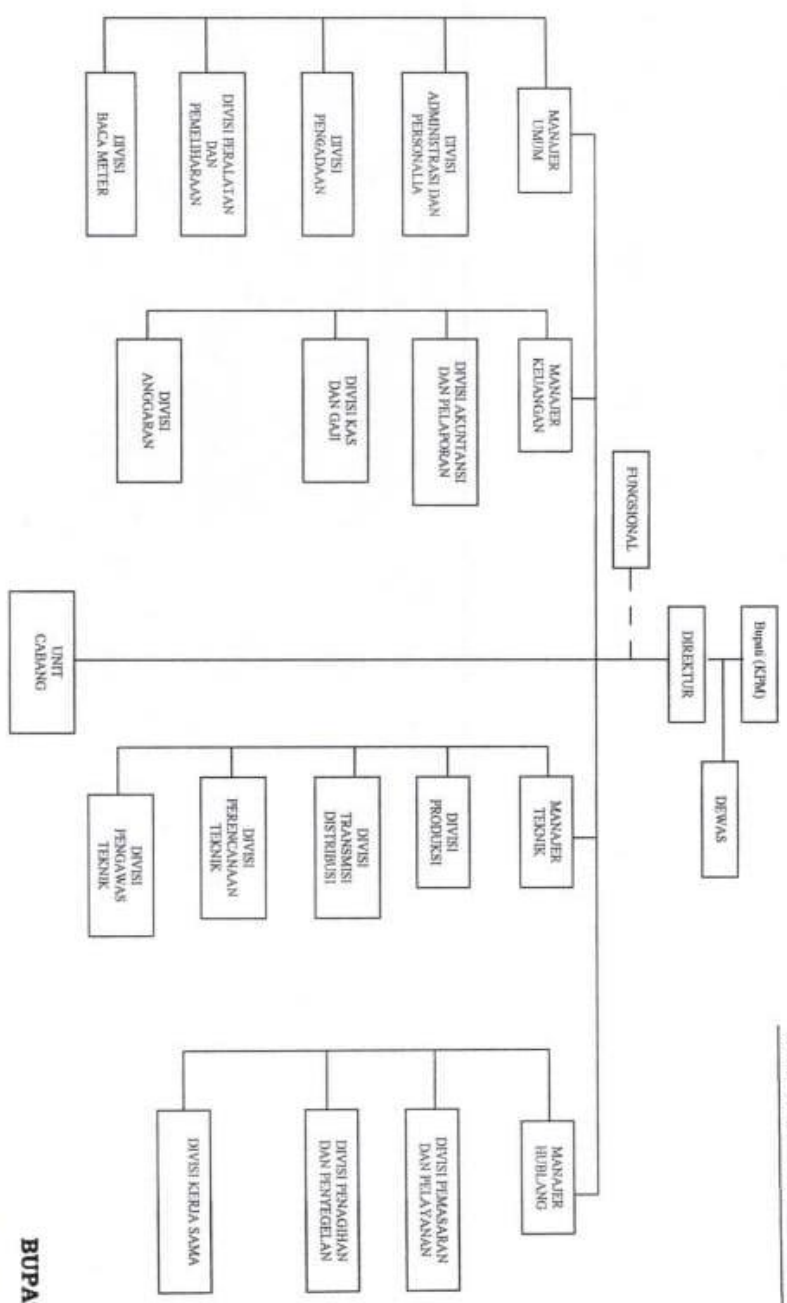 Bupati (KPM)
DEWAS
DIREKTUR
FUNGSIONAL
MANAJER
UMUM
DIVISI
ADMINISTRASI DAN
PERSONALIA
DIVISI
PENGADAAN
DIVISI PERALATAN
DAN
PEMELIHARAAN
DIVISI
BACA METER
MANAJER
KEUANGAN
DIVISI AKUNTANSI
DAN PELAPORAN
DIVISI KAS
DAN GAJI
DIVISI
ANGGARAN
UNIT
CABANG
MANAJER
TEKNIK
DIVISI
PRODUKSI
DIVISI
TRANSMISI
DISTRIBUSI
DIVISI
PERENCANAAN
TEKNIK
DIVISI
PENGAWAS
TEKNIK
MANAJER
HUBLANG
DIVISI PEMASARAN
DAN PELAYANAN
DIVISI PENAGIHAN
DAN PENYEGELAN
DIVISI KERJA SAMA
BUPA